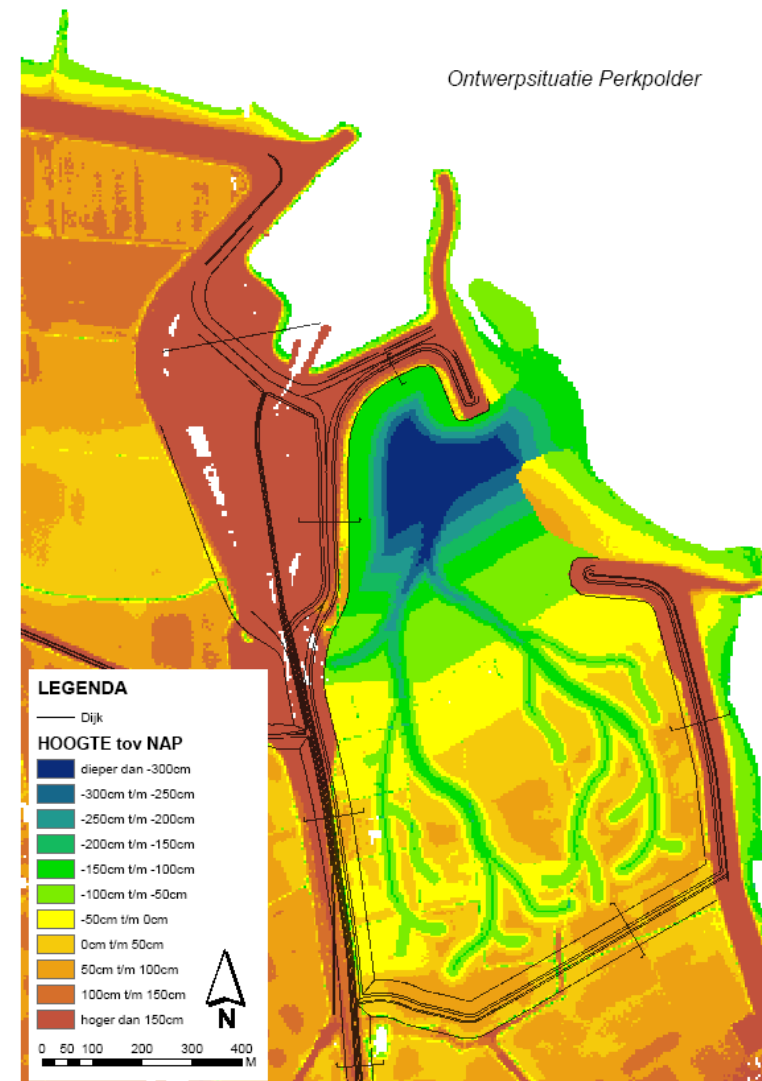 Ontwerpsituatie Perkpolder
LEGENDA
Dijk
HOOGTE tov NAP
dieper dan -300cm
-300cm t/m -250cm
-250cm t/m -200cm
-200cm t/m -150cm
-150cm t/m -100cm
-100cm t/m -50cm
-50cm t/m 0cm
0cm t/m 50cm
50cm t/m 100cm
100cm t/m 150cm
hoger dan 150cm
N
0 50 100 200 300 400
M